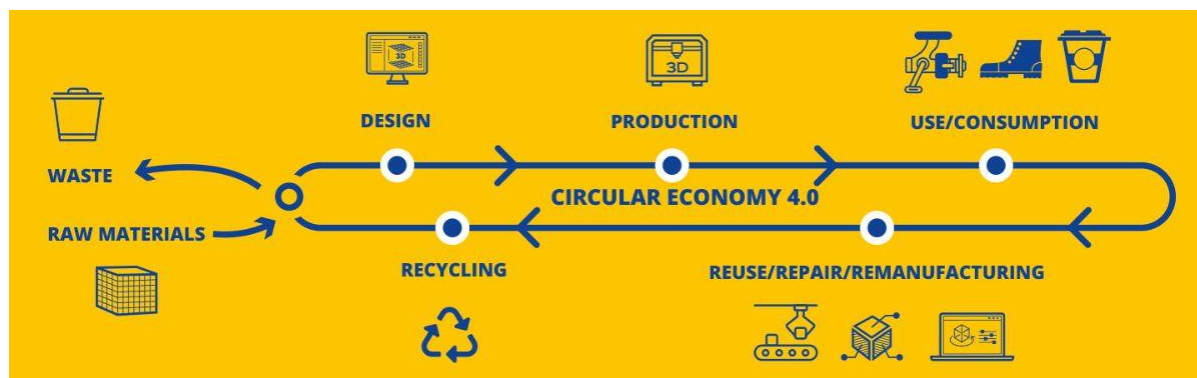 3D
3D
DESIGN
PRODUCTION
USE/CONSUMPTION
WASTE
CIRCULAR ECONOMY 4.0
RAW MATERIALS
RECYCLING
REUSE/REPAIR/REMANUFACTURING